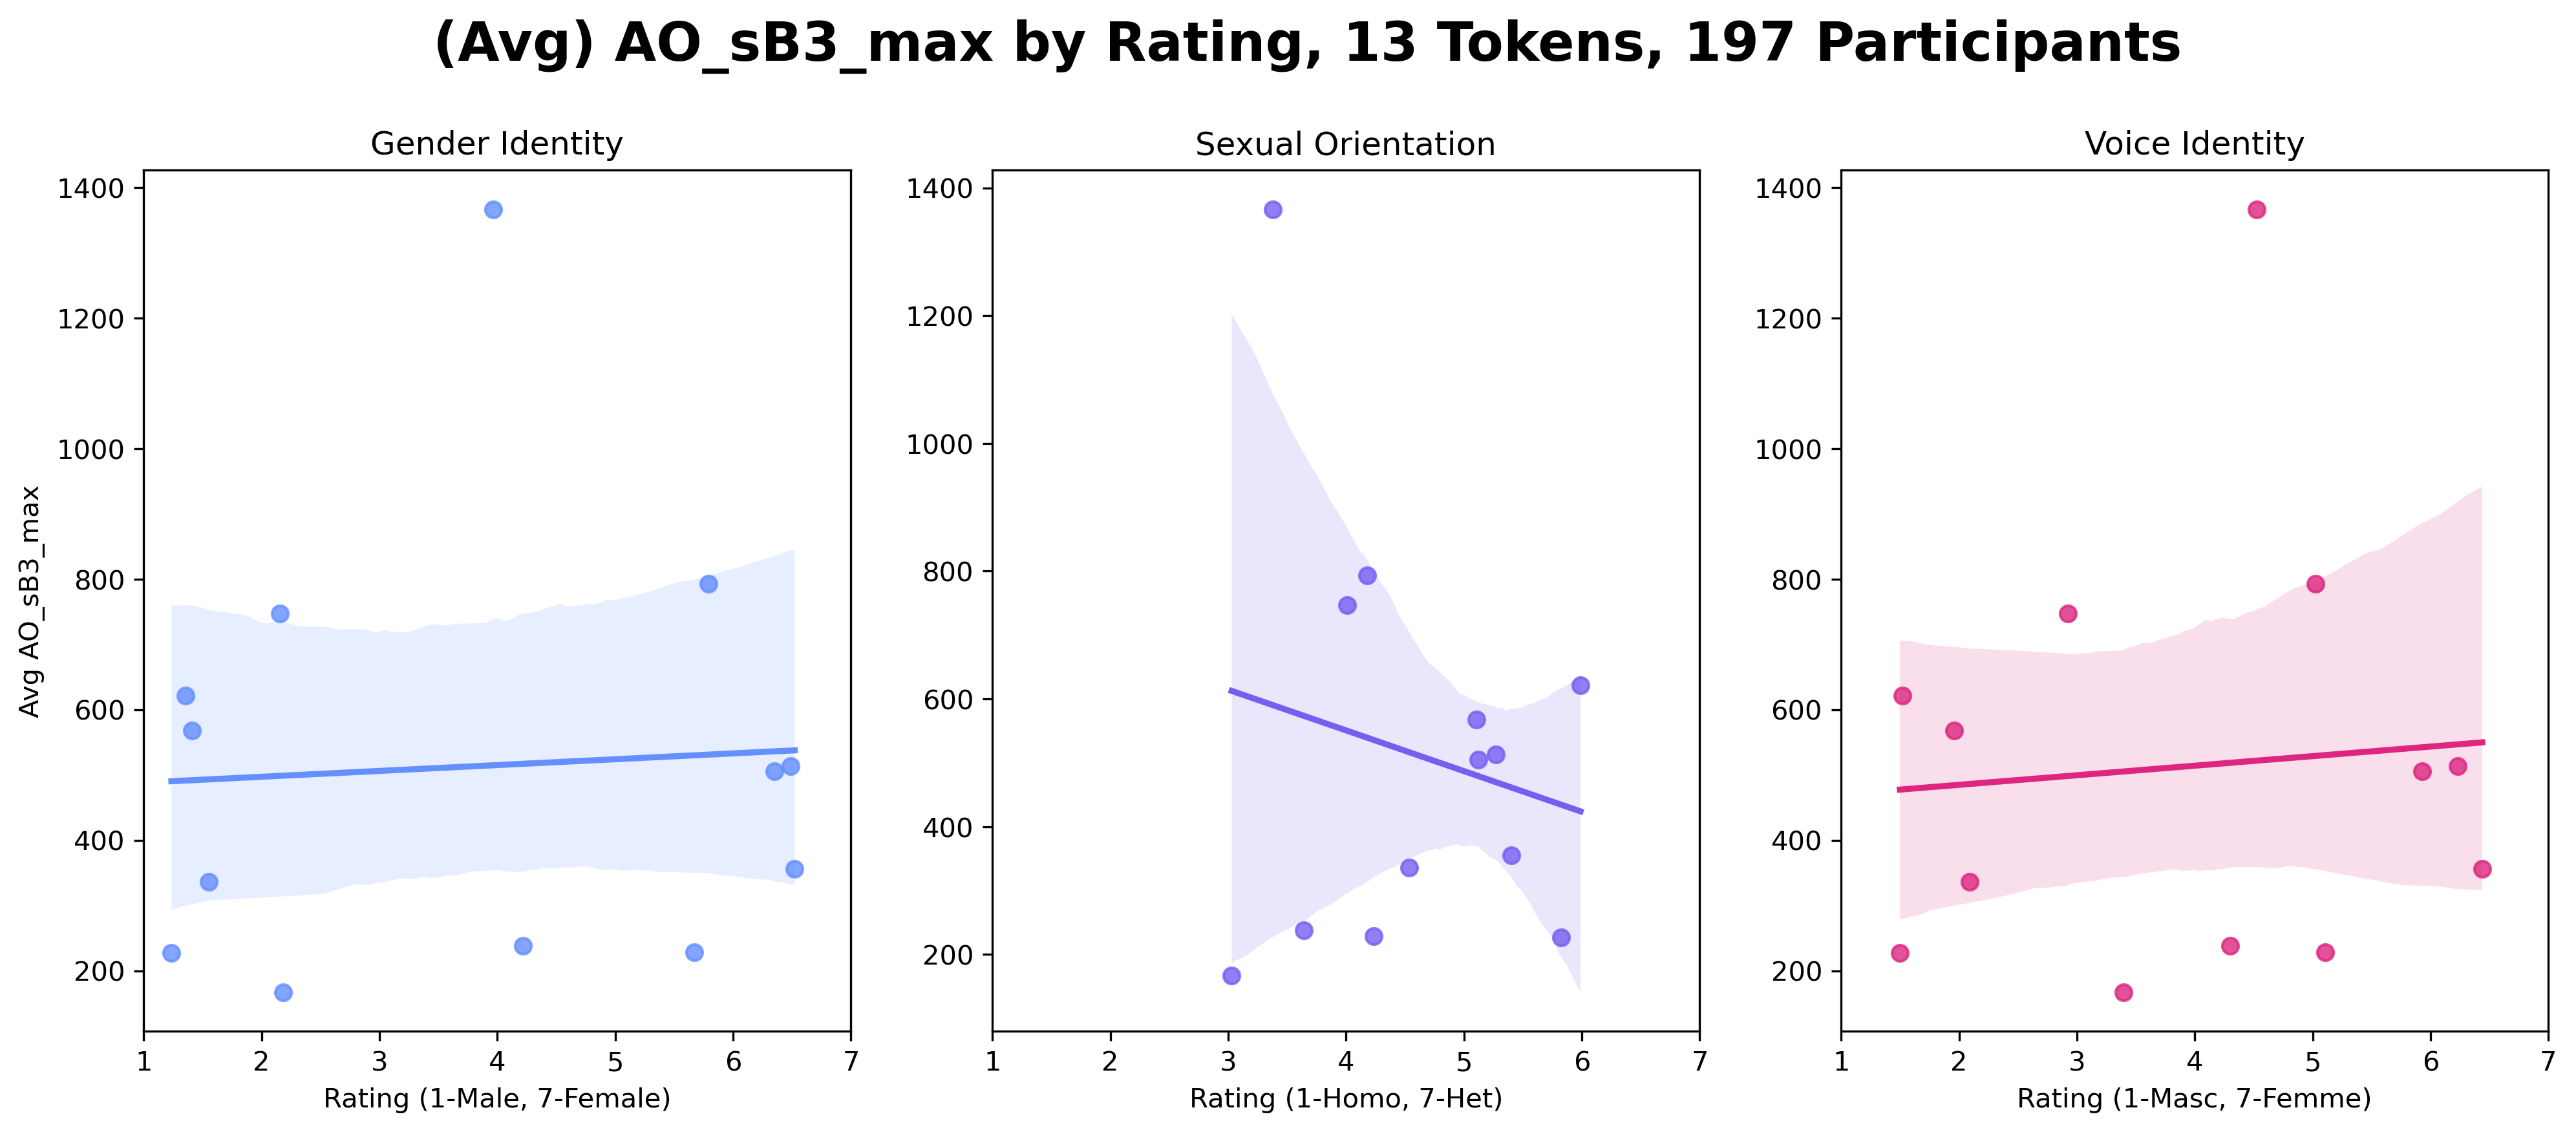 (Avg) AO_sB3_max by Rating, 13 Tokens, 197 Participants
Gender Identity
1400
1200
1000
800
600
400
200
Avg AO_sB3_max
1 2 3 4 5 6 7
Rating (1-Male, 7-Female)
Sexual Orientation
1400
1200
1000
800
600
400
200
1 2 3 4 5 6 7
Rating (1-Homo, 7-Het)
Voice Identity
1400
1200
1000
800
600
400
200
1 2 3 4 5 6 7
Rating (1-Masc, 7-Femme)